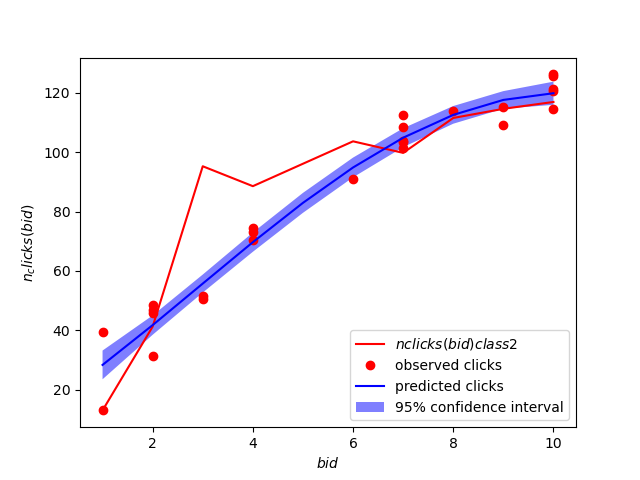 120
100
80
60
40
20
n_clicks(bid)
nclicks(bid)class2
observed clicks
predicted clicks
95% confidence interval
2 4 6 8 10
bid